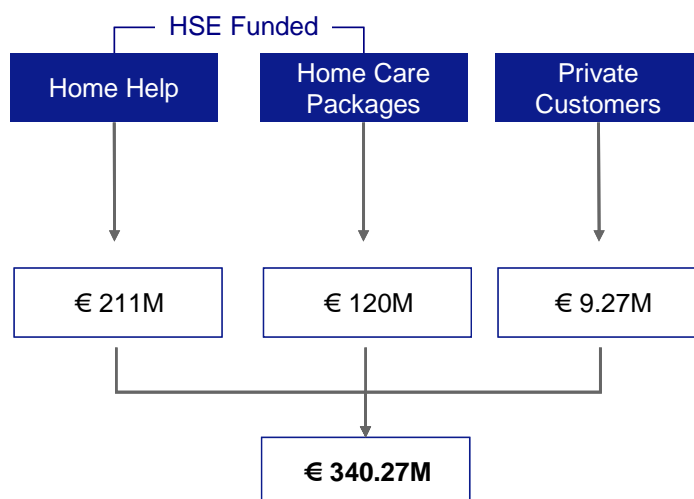 HSE Funded
Home Help
Home Care
Packages
Private
Customers
€ 211M
€ 120M
€ 9.27M
€ 340.27M